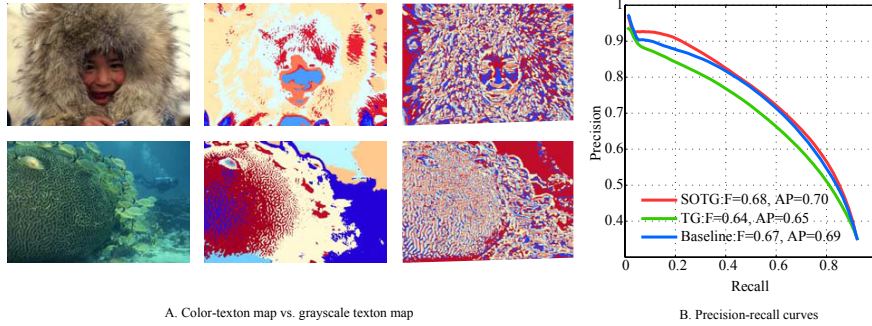 1
0.9
0.8
0.7
0.6
0.5
0.4
Precision
SOTG:F=0.68, AP=0.70
TG:F=0.64, AP=0.65
Baseline:F=0.67, AP=0.69
0 0.2 0.4 0.6 0.8
Recall
A. Color-texton map vs. grayscale texton map
B. Precision-recall curves